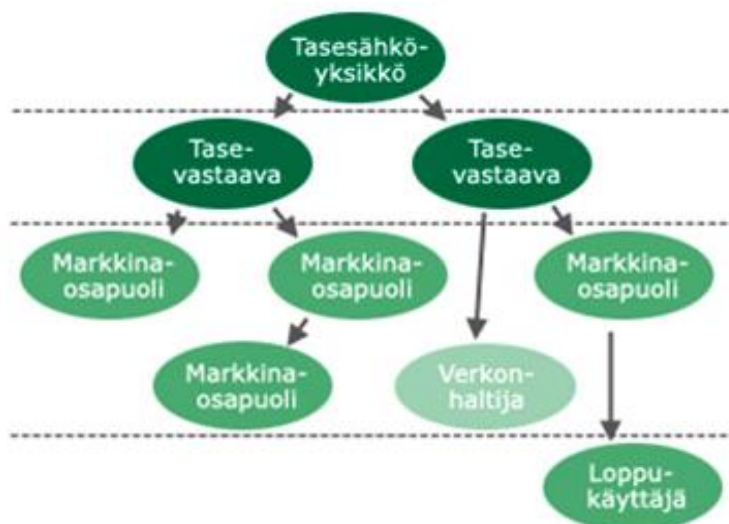 Tasesähkö-
yksikkö
Tase-
vastaava
Tase-
vastaava
Markkina-
osapuoli
Markkina-
osapuoli
Markkina-
osapuoli
Markkina-
osapuoli
Verkon-
haltija
Loppu-
käyttäjä